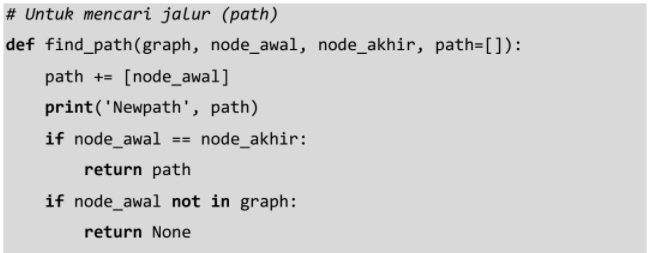 # Untuk mencari jalur (path)
def find_path(graph, node_awal, node_akhir, path=[]):
    path += [node_awal]
    print('Newpath', path)
    if node_awal == node_akhir:
        return path
    if node_awal not in graph:
        return None